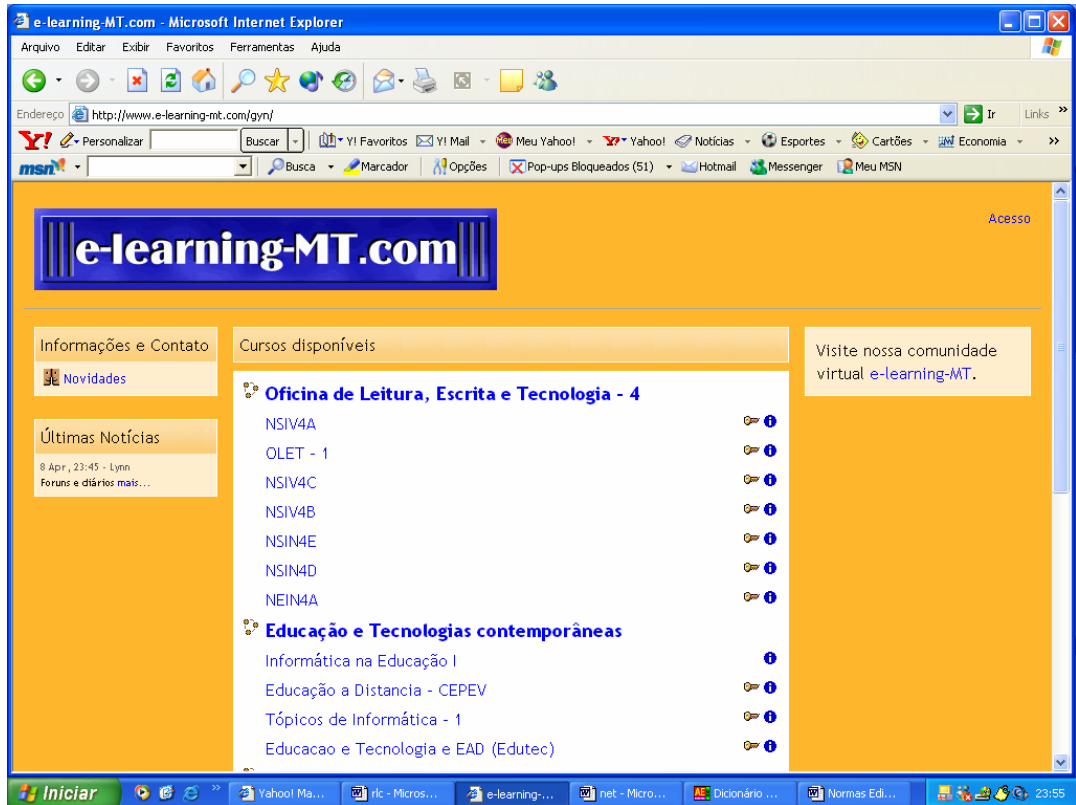 e-learning-MT.com - Microsoft Internet Explorer
Arquivo Editar Exibir Favoritos Ferramentas Ajuda
Endereço http://www.e-learning-mt.com/gyn/ Ir Links »
Y! Personalizar Buscar Y! Favoritos Y! Mail Meu Yahoo! Yahoo! Notícias Esportes Cartões Economia »
msn Busca Marcador Opções Pop-ups Bloqueados (51) Hotmail Messenger Meu MSN
Acesso
e-learning-MT.com
Informações e Contato
Novidades
Últimas Notícias
8 Apr, 23:45 - Lynn
Foruns e diários mais...
Cursos disponíveis
Oficina de Leitura, Escrita e Tecnologia - 4
NSIV4A
OLET - 1
NSIV4C
NSIV4B
NSIN4E
NSIN4D
NEIN4A
Educação e Tecnologias contemporâneas
Informática na Educação I
Educação a Distancia - CEPEV
Tópicos de Informática - 1
Educacao e Tecnologia e EAD (Edutec)
Visite nossa comunidade
virtual e-learning-MT.
Iniciar » Yahoo! Ma... rlc - Micros... e-learning-... net - Micro... Dicionário ... Normas Edi... 23:55